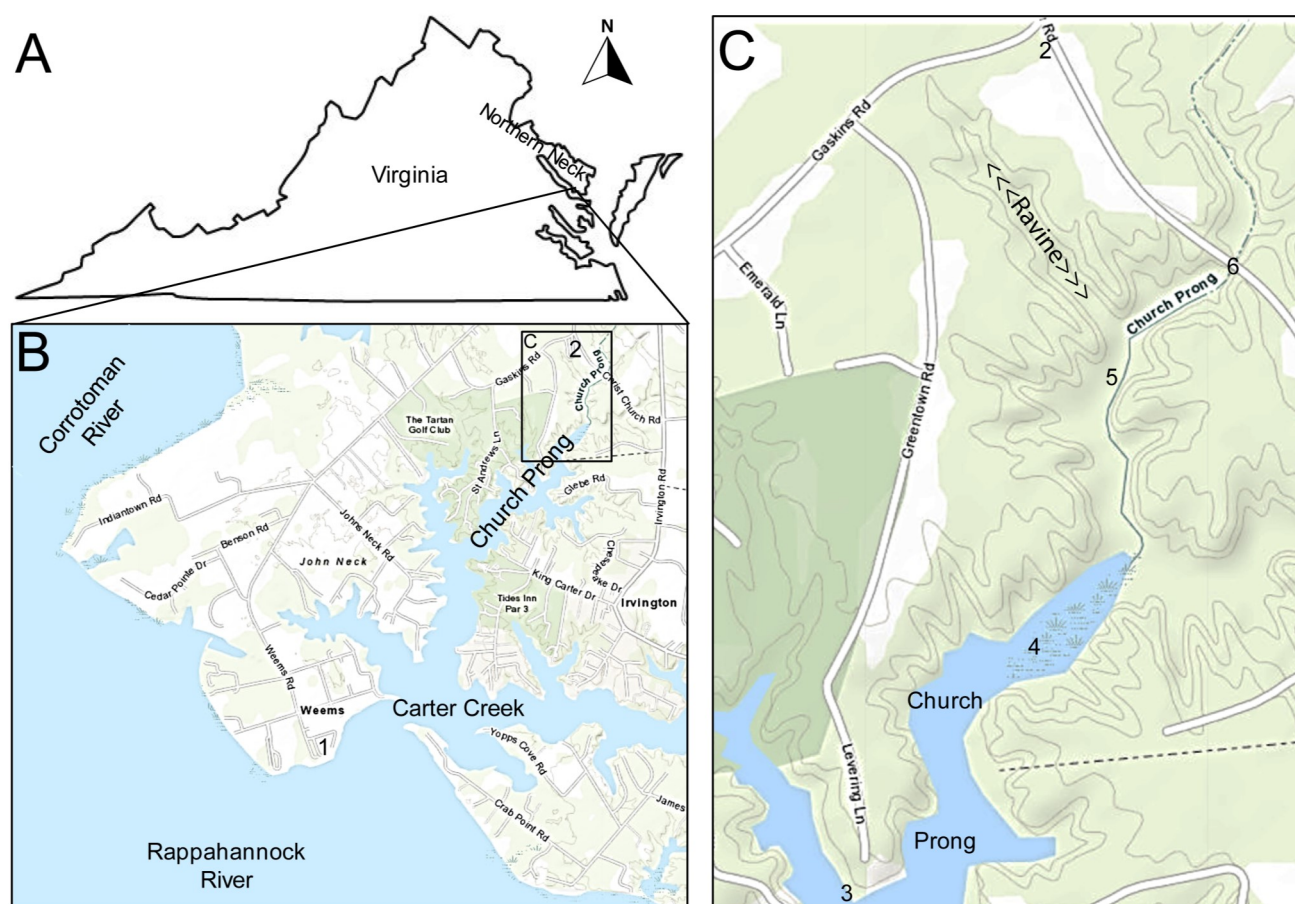 A
N
Northern Neck
Virginia
B
Corrotoman
River
C
2
Gaskins Rd
Church Prong
Christ Church Rd
The Tartan
Golf Club
St Andrews Ln
Church Prong
Glebe Rd
Irvington Rd
Indiantown Rd
Benson Rd
Johns Neck Rd
John Neck
Cedar Pointe Dr
King Carter Dr
Chesapeake Dr
Tides Inn
Par 3
Irvington
Weems Rd
Weems
1
Carter Creek
Yopps Cove Rd
James
Crab Point Rd
Rappahannock
River
C
Rd
2
Gaskins Rd
<<<Ravine>>>
6
Emerald Ln
Church Prong
5
Greentown Rd
4
Church
Levering Ln
Prong
3